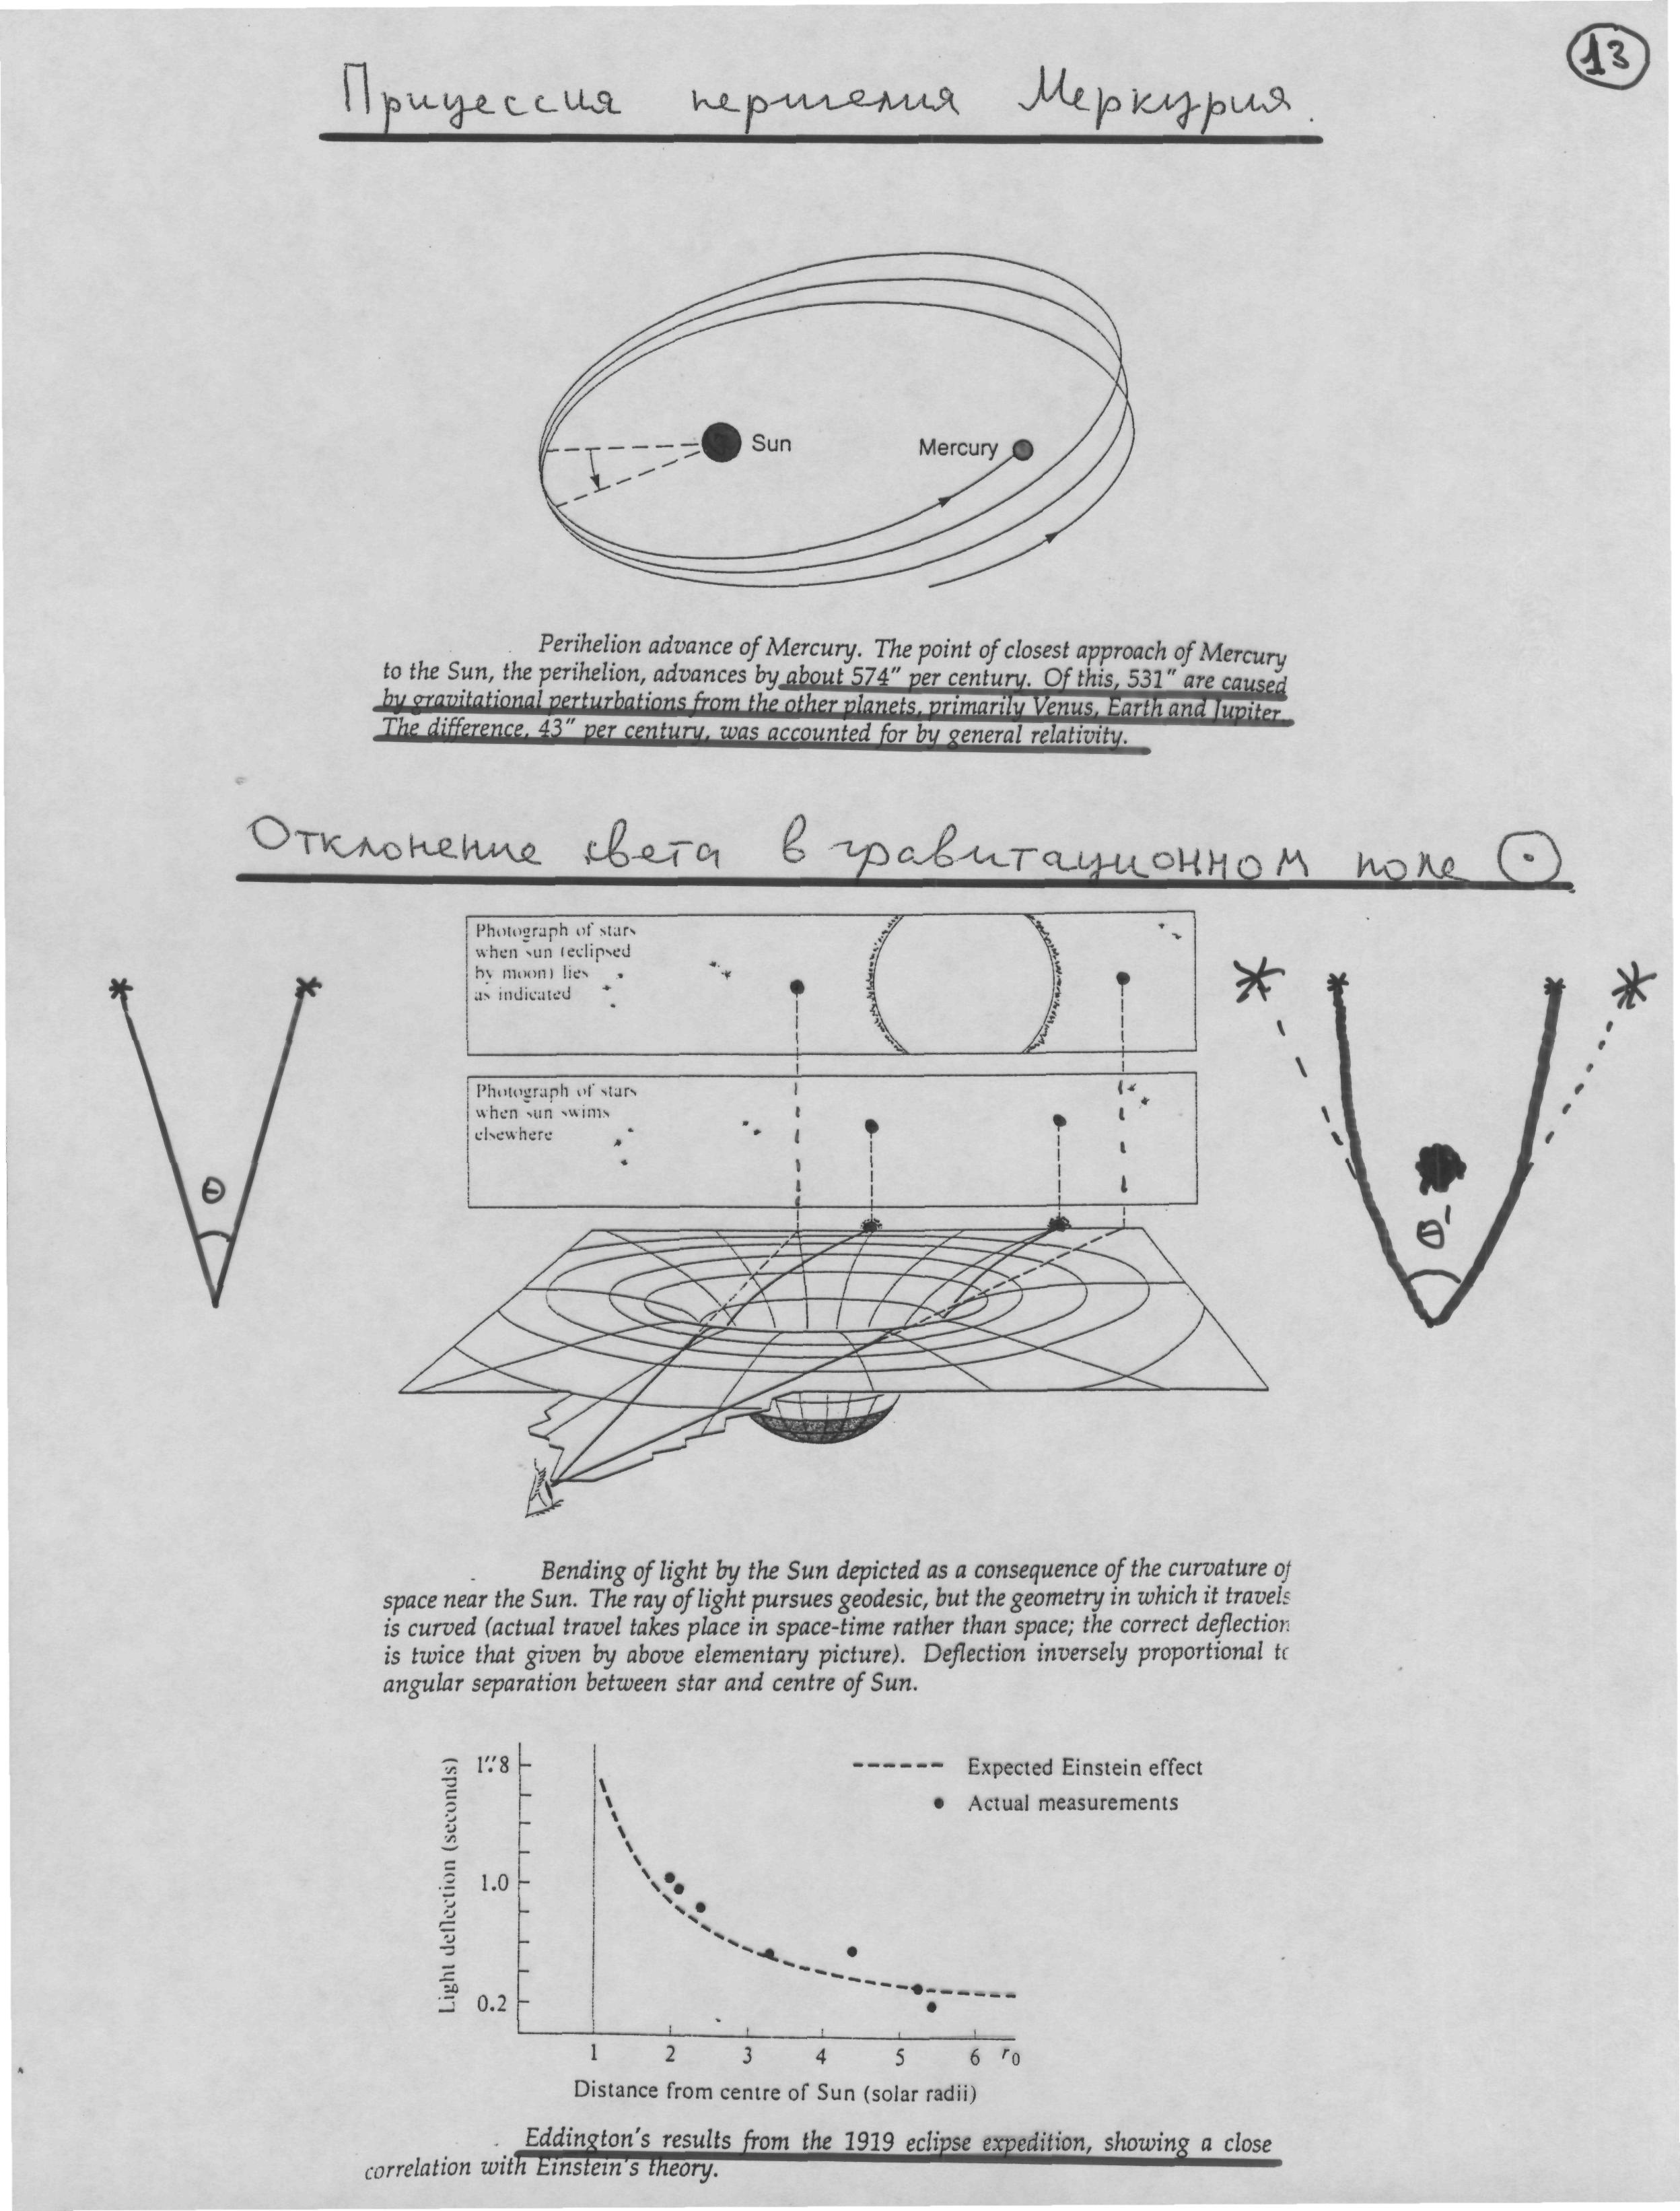 13
Прицессия перигелия Меркурия.
Sun
Mercury
Perihelion advance of Mercury. The point of closest approach of Mercury
to the Sun, the perihelion, advances by about 574″ per century. Of this, 531″ are caused
by gravitational perturbations from the other planets, primarily Venus, Earth and Jupiter.
The difference, 43″ per century, was accounted for by general relativity.
Отклонение света в гравитационном поле ⊙
Photograph of stars
when sun (eclipsed
by moon) lies
as indicated
Photograph of stars
when sun swims
elsewhere
θ
θ'
Bending of light by the Sun depicted as a consequence of the curvature of
space near the Sun. The ray of light pursues geodesic, but the geometry in which it travels
is curved (actual travel takes place in space-time rather than space; the correct deflection
is twice that given by above elementary picture). Deflection inversely proportional to
angular separation between star and centre of Sun.
Light deflection (seconds)
1″.8
1.0
0.2
Expected Einstein effect
Actual measurements
1 2 3 4 5 6 r₀
Distance from centre of Sun (solar radii)
Eddington's results from the 1919 eclipse expedition, showing a close
correlation with Einstein's theory.